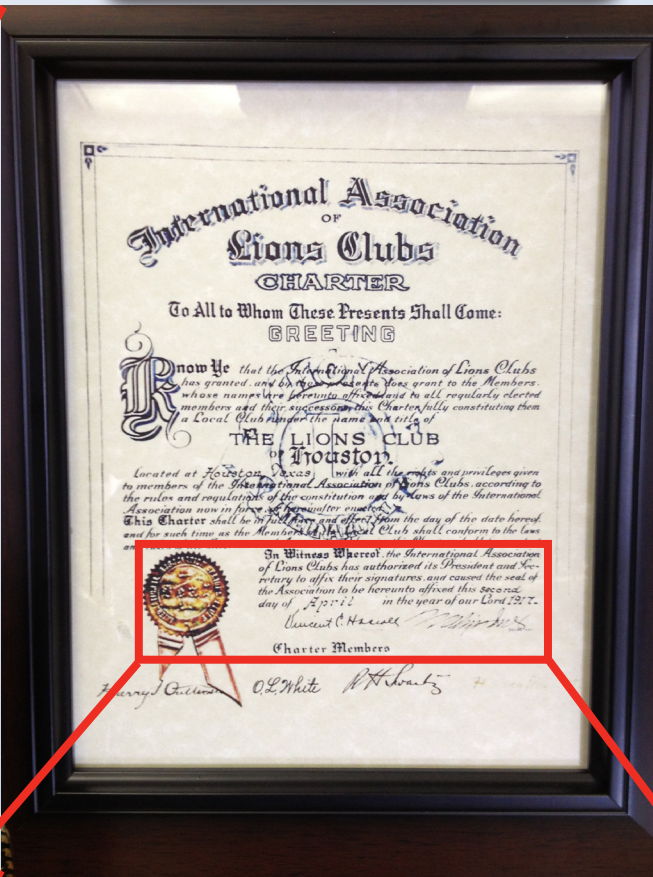 International Association
OF
Lions Clubs
CHARTER
To All to Whom These Presents Shall Come:
GREETING
Know Ye that the International Association of Lions Clubs
has granted, and by these presents does grant to the Members,
whose names are hereunto affixed and to all regularly elected
members and their successors, this Charter, fully constituting them
a Local Club under the name and title of
THE LIONS CLUB
OF Houston,
Located at Houston, Texas with all the rights and privileges given
to members of the International Association of Lions Clubs, according to
the rules and regulations of the constitution and by-laws of the International
Association now in force or hereinafter enacted.
This Charter shall be in full force and effect from the day of the date hereof,
and for such time as the Members of Local Club shall conform to the laws
In Witness Whereof, the International Association
of Lions Clubs has authorized its President and Sec-
retary to affix their signatures, and caused the seal of
the Association to be hereunto affixed this second
day of April in the year of our Lord
Vincent C. Hascall
Charter Members
Harry O.L. White R H Swartz